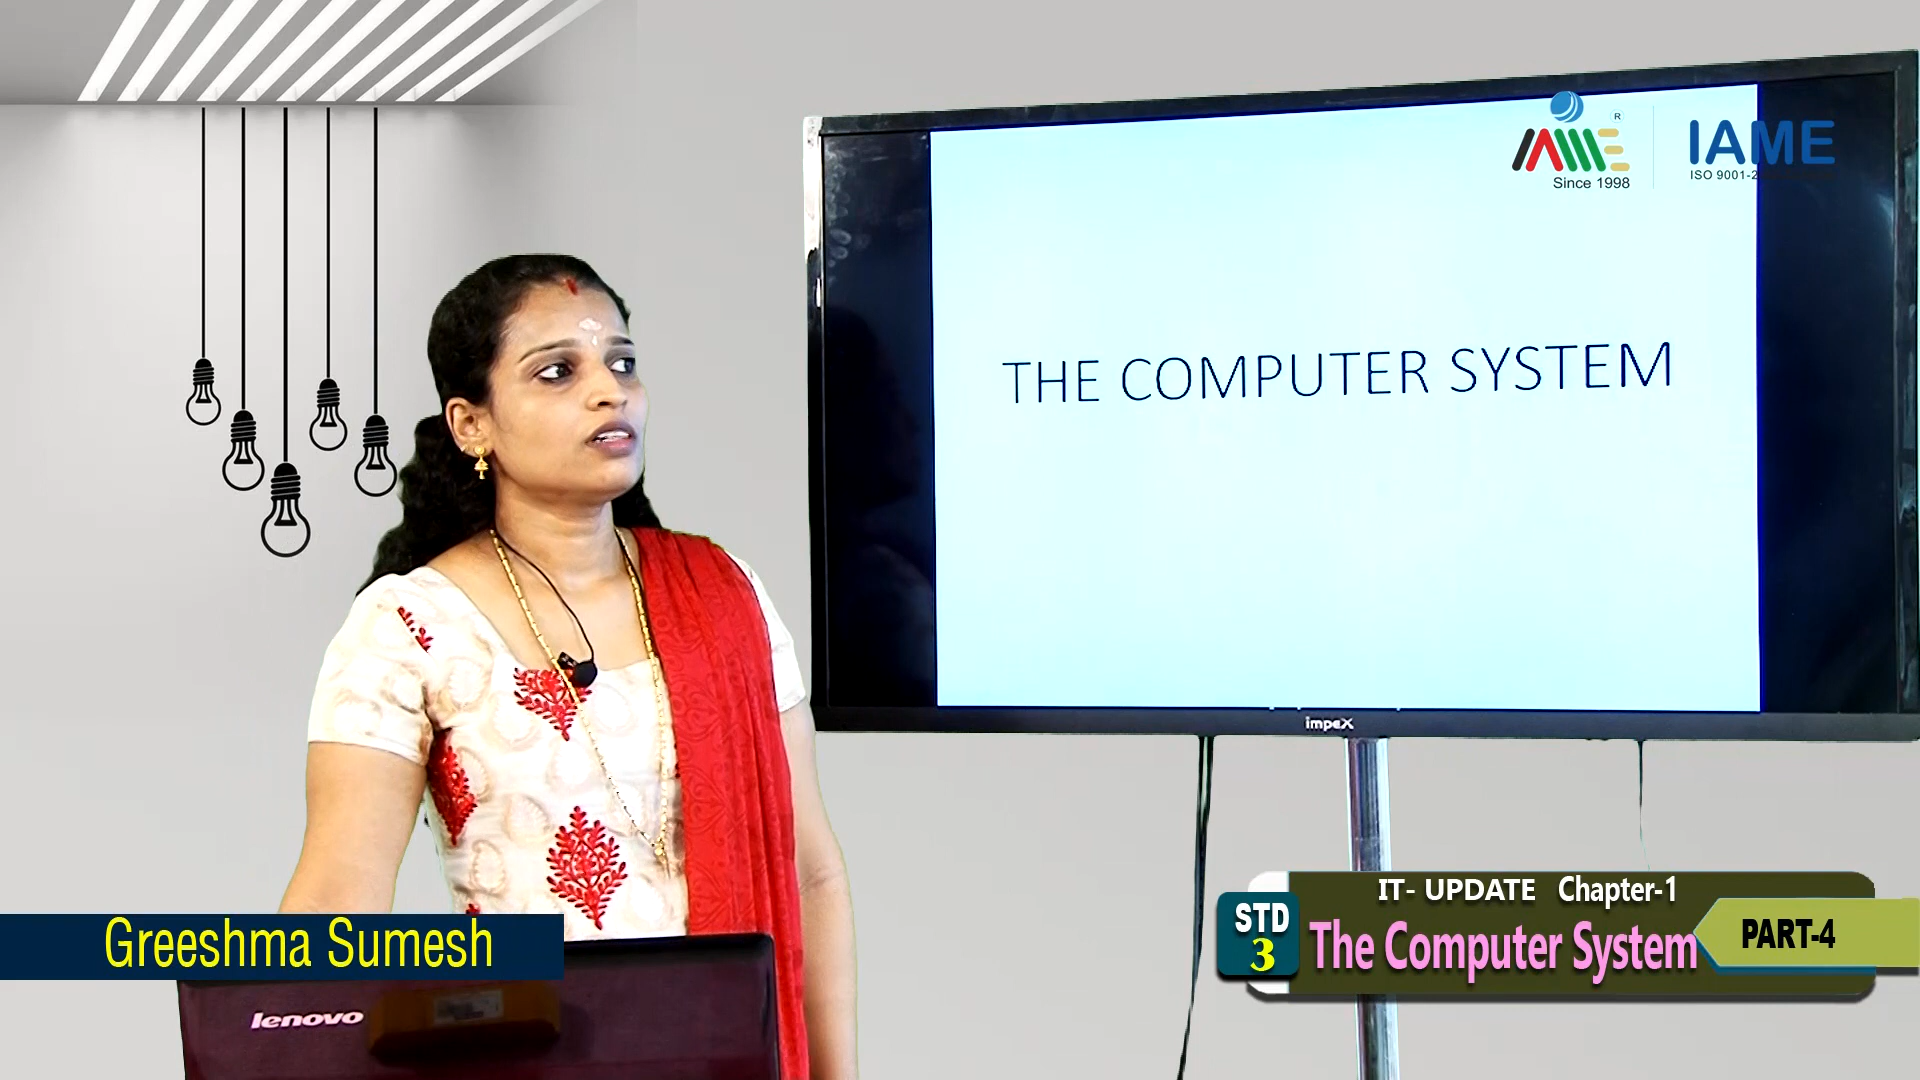 R
Since 1998
IAME
ISO 9001-2
THE COMPUTER SYSTEM
impex
IT- UPDATE Chapter-1
STD
3
The Computer System
PART-4
Greeshma Sumesh
lenovo